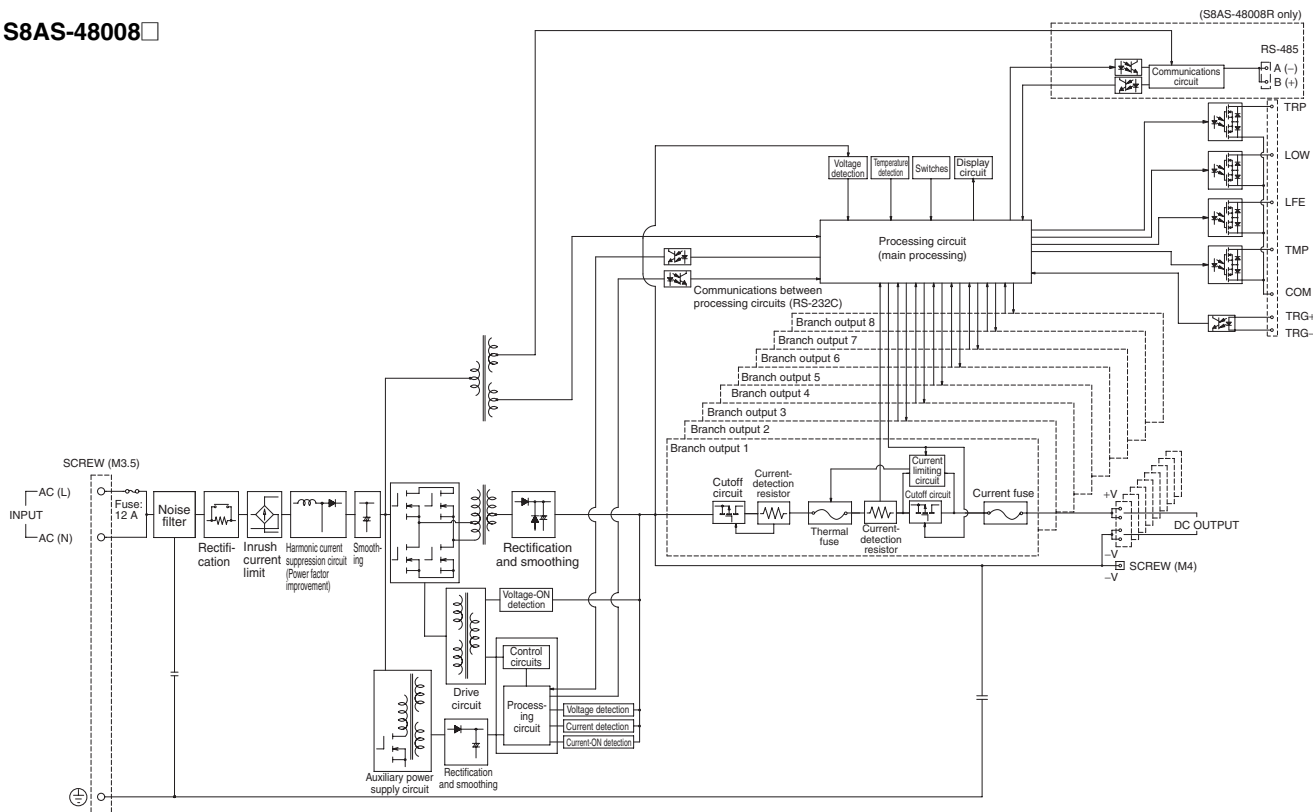 S8AS-48008□
(S8AS-48008R only)
RS-485
Communications
circuit
A (−)
B (+)
TRP
LOW
LFE
TMP
COM
TRG+
TRG−
Voltage
detection
Temperature
detection
Switches
Display
circuit
Processing circuit
(main processing)
Communications between
processing circuits (RS-232C)
Branch output 8
Branch output 7
Branch output 6
Branch output 5
Branch output 4
Branch output 3
Branch output 2
Branch output 1
Cutoff
circuit
Current-
detection
resistor
Thermal
fuse
Current-
detection
resistor
Current
limiting
circuit
Cutoff circuit
Current fuse
+V
DC OUTPUT
−V
−V
SCREW (M4)
SCREW (M3.5)
AC (L)
INPUT
AC (N)
Fuse:
12 A
Noise
filter
Rectifi-
cation
Inrush
current
limit
Harmonic current
suppression circuit
(Power factor
improvement)
Smooth-
ing
Rectification
and smoothing
Voltage-ON
detection
Drive
circuit
Control
circuits
Process-
ing
circuit
Voltage detection
Current detection
Current-ON detection
Auxiliary power
supply circuit
Rectification
and smoothing